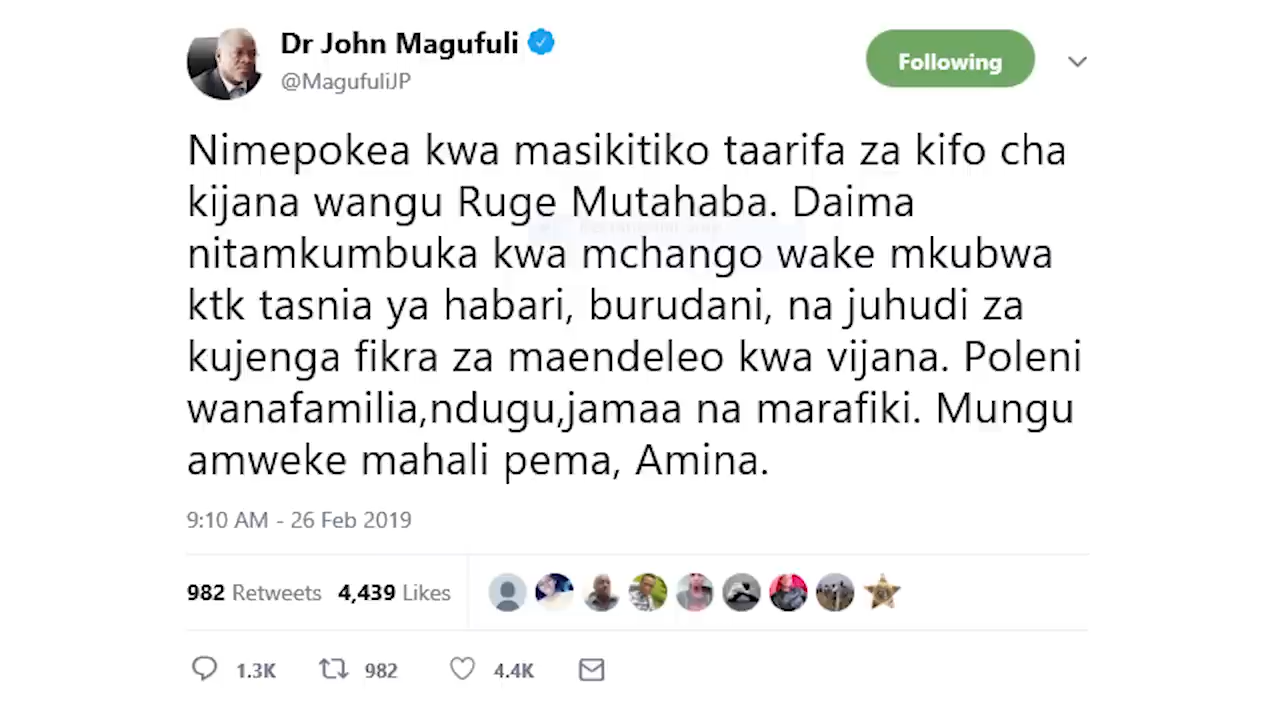 Dr John Magufuli
@MagufuliJP
Following
Nimepokea kwa masikitiko taarifa za kifo cha
kijana wangu Ruge Mutahaba. Daima
nitamkumbuka kwa mchango wake mkubwa
ktk tasnia ya habari, burudani, na juhudi za
kujenga fikra za maendeleo kwa vijana. Poleni
wanafamilia,ndugu,jamaa na marafiki. Mungu
amweke mahali pema, Amina.
9:10 AM - 26 Feb 2019
982 Retweets 4,439 Likes
1.3K 982 4.4K